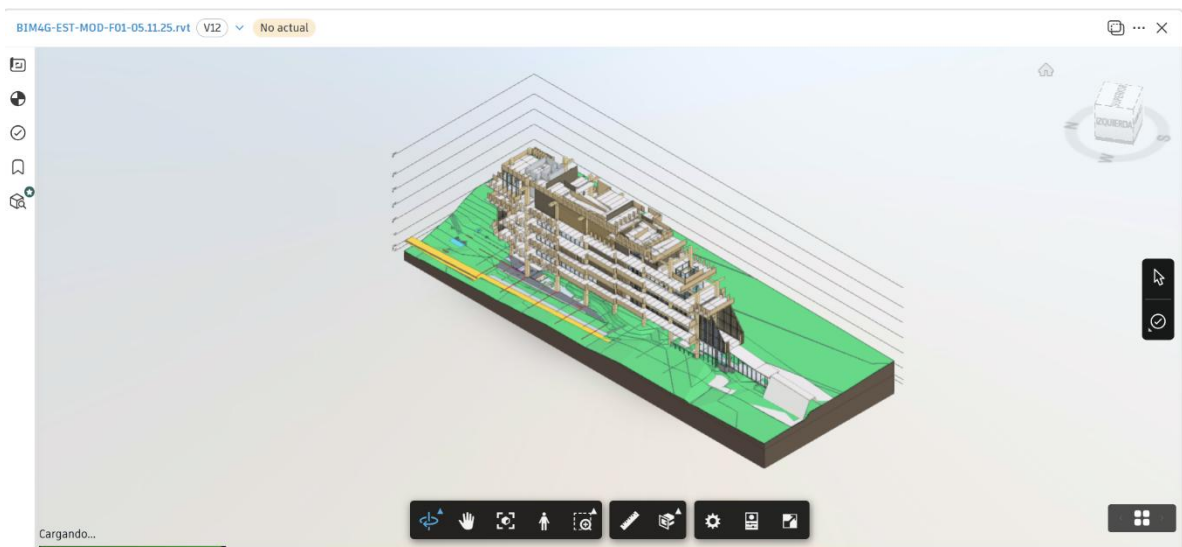 BIM4G-EST-MOD-F01-05.11.25.rvt V12 No actual
IZQUIERDA
N
S
Cargando...